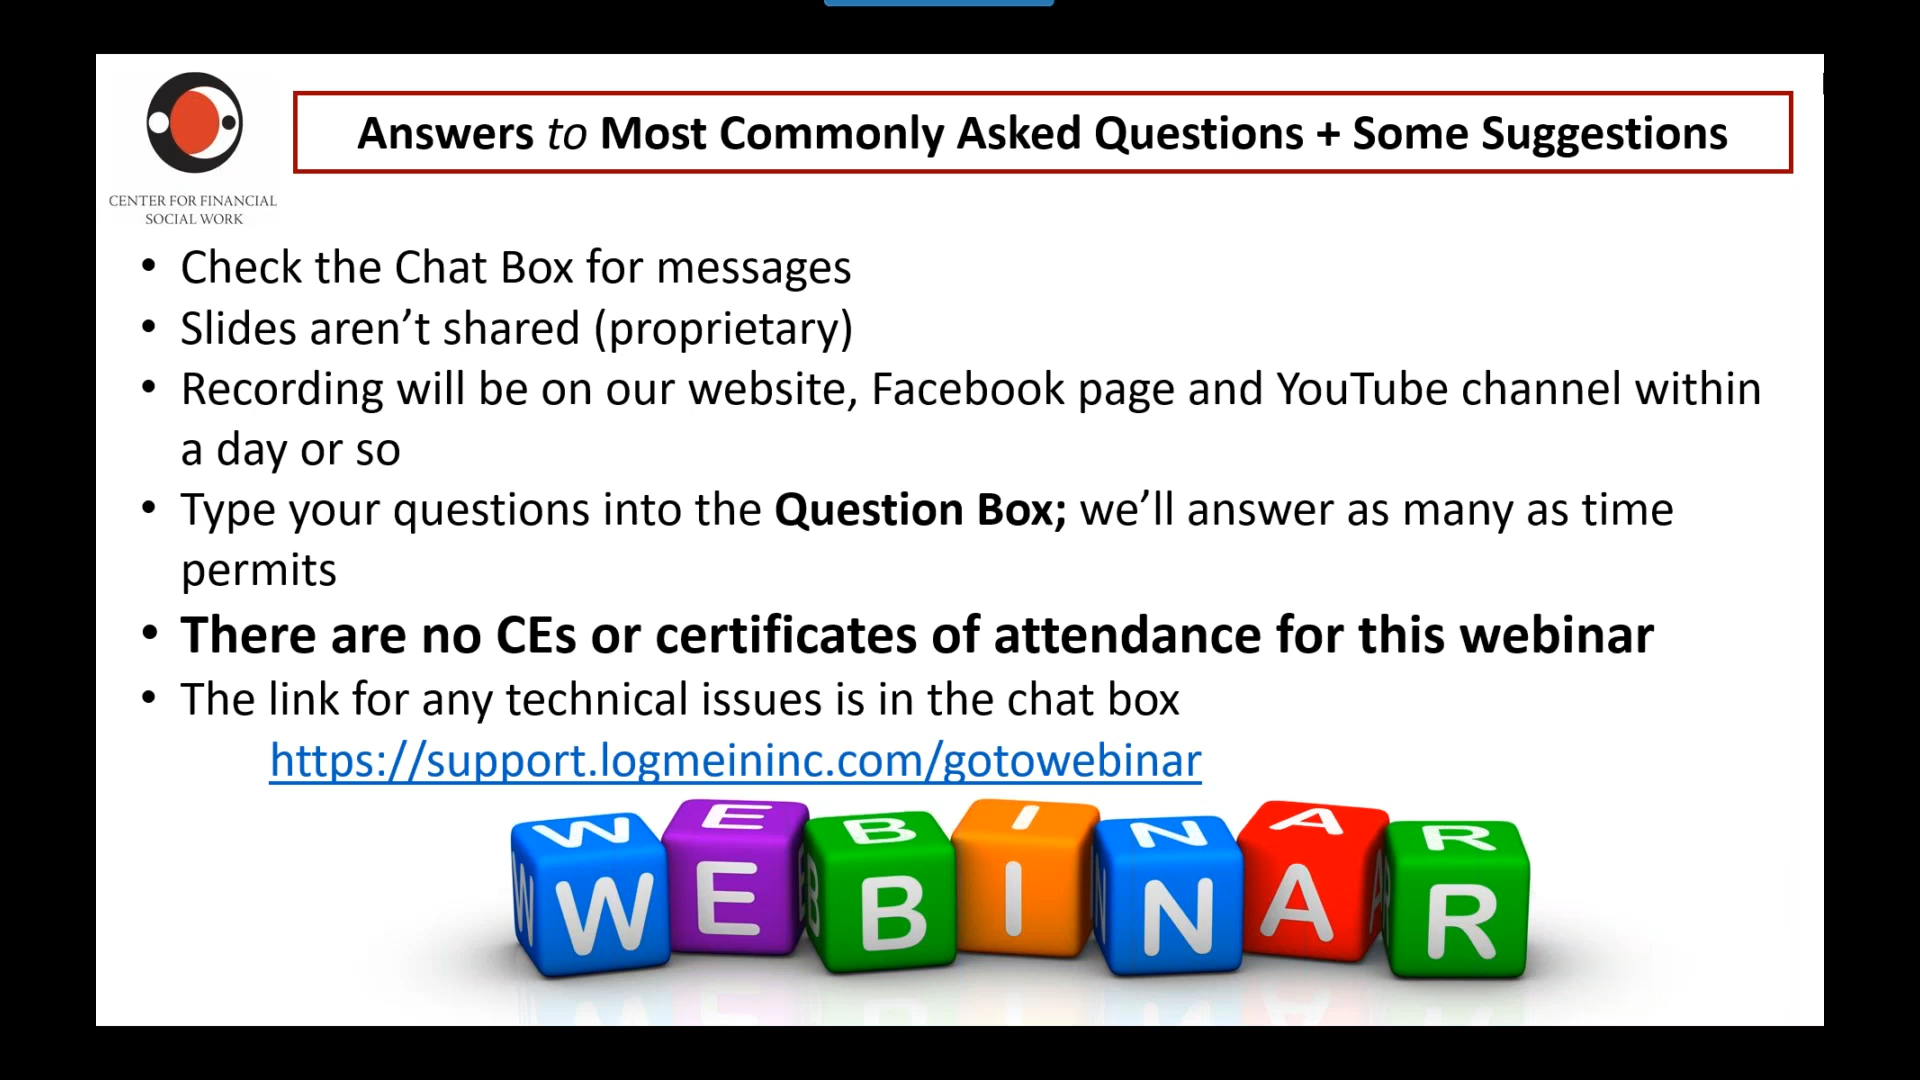 CENTER FOR FINANCIAL
SOCIAL WORK
Answers to Most Commonly Asked Questions + Some Suggestions
• Check the Chat Box for messages
• Slides aren’t shared (proprietary)
• Recording will be on our website, Facebook page and YouTube channel within
a day or so
• Type your questions into the Question Box; we’ll answer as many as time
permits
• There are no CEs or certificates of attendance for this webinar
• The link for any technical issues is in the chat box
https://support.logmeininc.com/gotowebinar
W E B I N A R
W W E B B I N N A A R